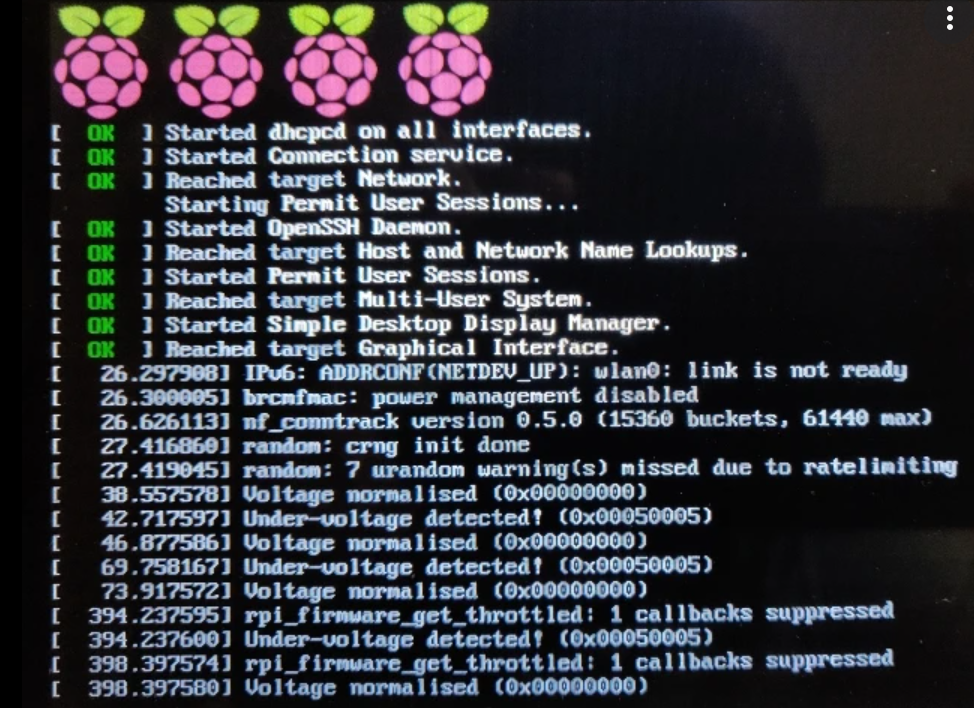 [  OK  ] Started dhcpcd on all interfaces.
[  OK  ] Started Connection service.
[  OK  ] Reached target Network.
         Starting Permit User Sessions...
[  OK  ] Started OpenSSH Daemon.
[  OK  ] Reached target Host and Network Name Lookups.
[  OK  ] Started Permit User Sessions.
[  OK  ] Reached target Multi-User System.
[  OK  ] Started Simple Desktop Display Manager.
[  OK  ] Reached target Graphical Interface.
[   26.297908] IPv6: ADDRCONF(NETDEV_UP): wlan0: link is not ready
[   26.300005] brcmfmac: power management disabled
[   26.626113] nf_conntrack version 0.5.0 (15360 buckets, 61440 max)
[   27.416860] random: crng init done
[   27.419045] random: 7 urandom warning(s) missed due to ratelimiting
[   38.557578] Voltage normalised (0x00000000)
[   42.717597] Under-voltage detected! (0x00050005)
[   46.877586] Voltage normalised (0x00000000)
[   69.758167] Under-voltage detected! (0x00050005)
[   73.917572] Voltage normalised (0x00000000)
[  394.237595] rpi_firmware_get_throttled: 1 callbacks suppressed
[  394.237600] Under-voltage detected! (0x00050005)
[  398.397574] rpi_firmware_get_throttled: 1 callbacks suppressed
[  398.397580] Voltage normalised (0x00000000)